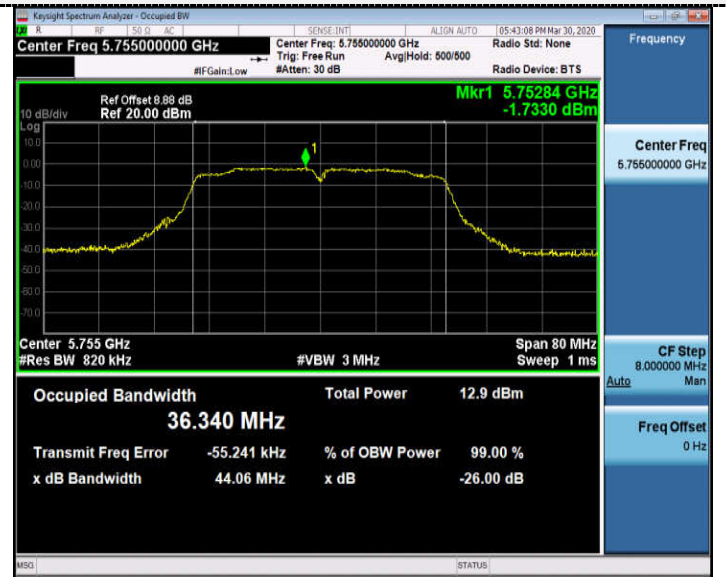 Keysight Spectrum Analyzer - Occupied BW
R RF 50 Ω AC SENSE:INT ALIGN AUTO 05:43:08 PM Mar 30, 2020
Center Freq 5.755000000 GHz
Center Freq: 5.755000000 GHz Radio Std: None
Trig: Free Run Avg|Hold: 500/500
#IFGain:Low #Atten: 30 dB Radio Device: BTS
Frequency
Mkr1 5.75284 GHz
-1.7330 dBm
Ref Offset 8.88 dB
10 dB/div Ref 20.00 dBm
Log
10.0
0.00
-10.0
-20.0
-30.0
-40.0
-50.0
-60.0
-70.0
1
Center 5.755 GHz Span 80 MHz
#Res BW 820 kHz #VBW 3 MHz Sweep 1 ms
Occupied Bandwidth Total Power 12.9 dBm
36.340 MHz
Transmit Freq Error -55.241 kHz % of OBW Power 99.00 %
x dB Bandwidth 44.06 MHz x dB -26.00 dB
Center Freq
5.755000000 GHz
CF Step
8.000000 MHz
Auto Man
Freq Offset
0 Hz
MSG STATUS